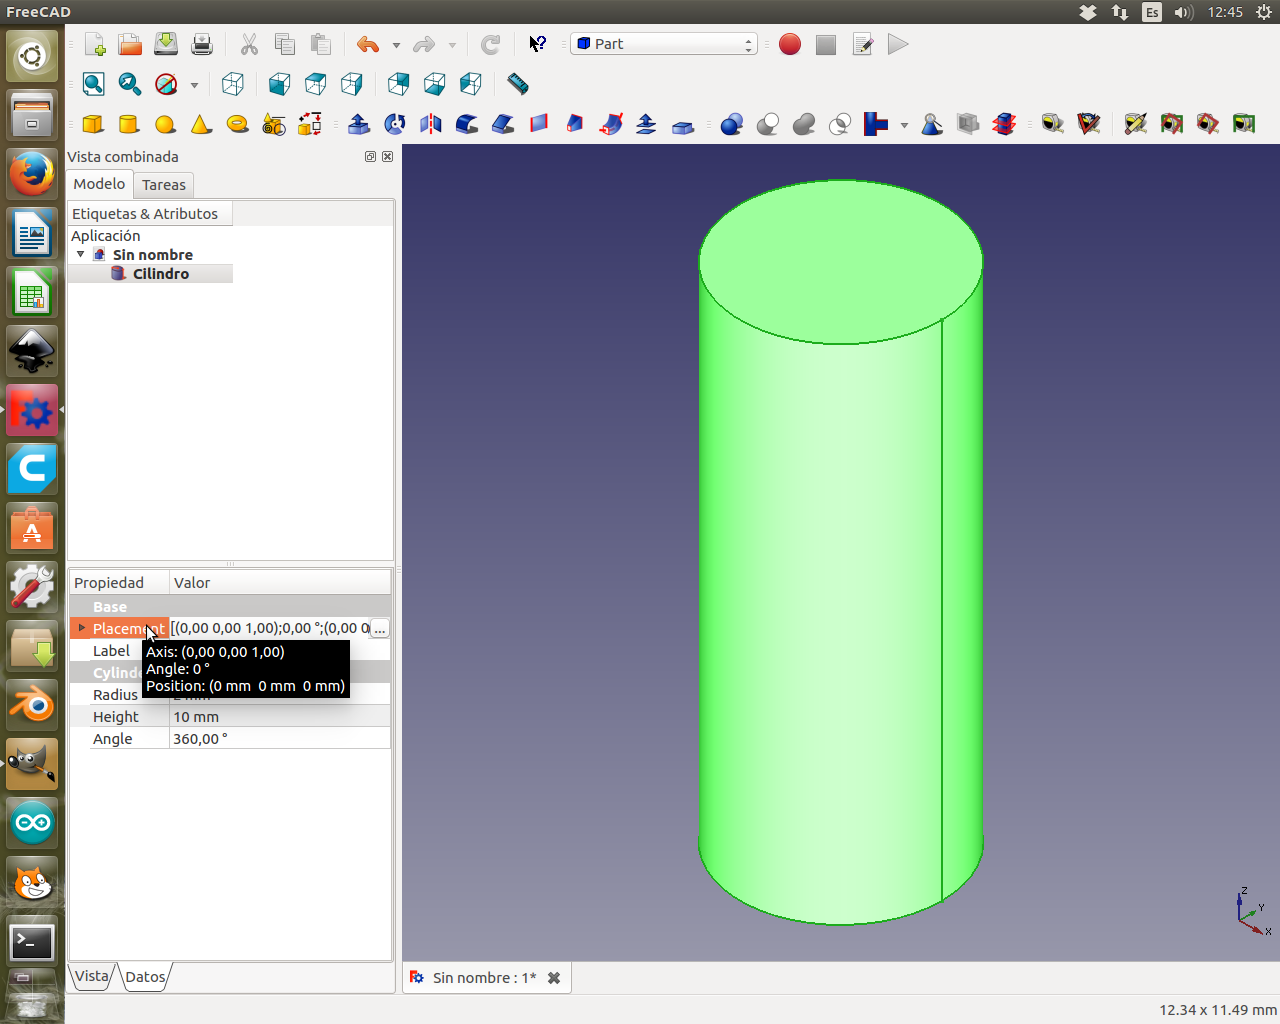 FreeCAD
Es
12:45
Part
Vista combinada
Modelo
Tareas
Etiquetas & Atributos
Aplicación
Sin nombre
Cilindro
Propiedad Valor
Base
Placement [(0,00 0,00 1,00);0,00 °;(0,00 0 ...
Label
Axis: (0,00 0,00 1,00)
Angle: 0 °
Position: (0 mm 0 mm 0 mm)
Radius
Height 10 mm
Angle 360,00 °
Vista
Datos
Sin nombre : 1*
Z
Y
X
12.34 x 11.49 mm